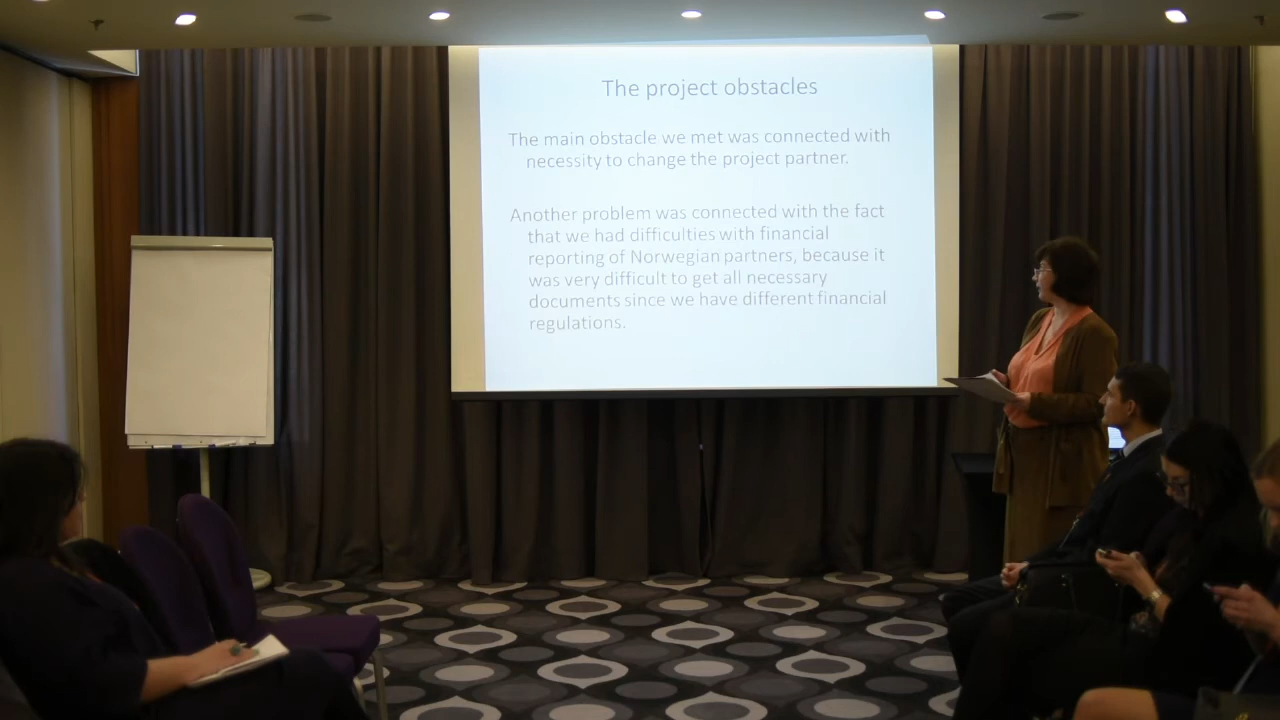 The project obstacles
The main obstacle we met was connected with
necessity to change the project partner.
Another problem was connected with the fact
that we had difficulties with financial
reporting of Norwegian partners, because it
was very difficult to get all necessary
documents since we have different financial
regulations.